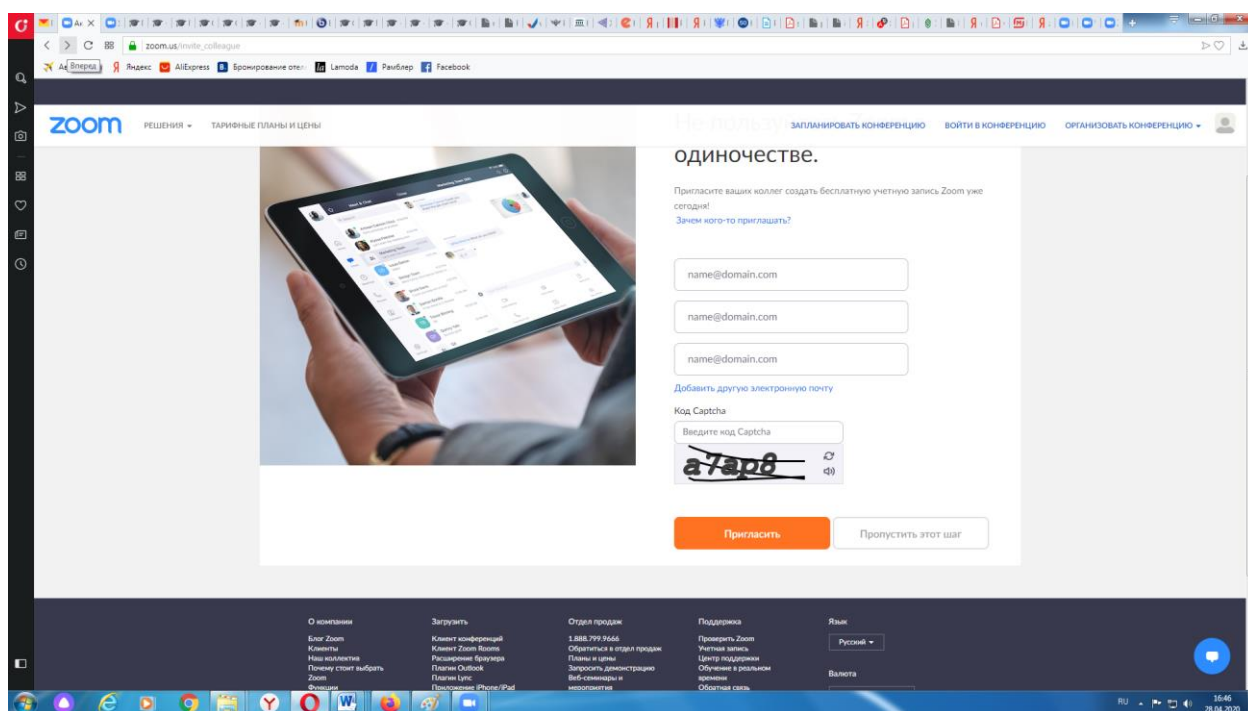 zoom.us/invite_colleague
Вперед
Яндекс
AliExpress
Lamoda
Рамблер
Facebook
zoom
РЕШЕНИЯ
ТАРИФНЫЕ ПЛАНЫ И ЦЕНЫ
ЗАПЛАНИРОВАТЬ КОНФЕРЕНЦИЮ
ВОЙТИ В КОНФЕРЕНЦИЮ
ОРГАНИЗОВАТЬ КОНФЕРЕНЦИЮ
одиночестве.
Пригласите ваших коллег создать бесплатную учетную запись Zoom уже
сегодня!
Зачем кого-то приглашать?
name@domain.com
name@domain.com
name@domain.com
Добавить другую электронную почту
Код Captcha
Введите код Captcha
a7ap8
Пригласить
Пропустить этот шаг
О компании
Блог Zoom
Клиенты
Наш коллектив
Почему стоит выбрать
Zoom
Функции
Загрузить
Клиент конференций
Клиент Zoom Rooms
Расширение браузера
Плагин Outlook
Плагин Lync
Приложение iPhone/iPad
Отдел продаж
1.888.799.9666
Обратиться в отдел продаж
Планы и цены
Запросить демонстрацию
Веб-семинары и
мероприятия
Поддержка
Проверить Zoom
Учетная запись
Центр поддержки
Обучение в реальном
времени
Обратная связь
Язык
Русский
Валюта
RU
16:46
28.04.2020